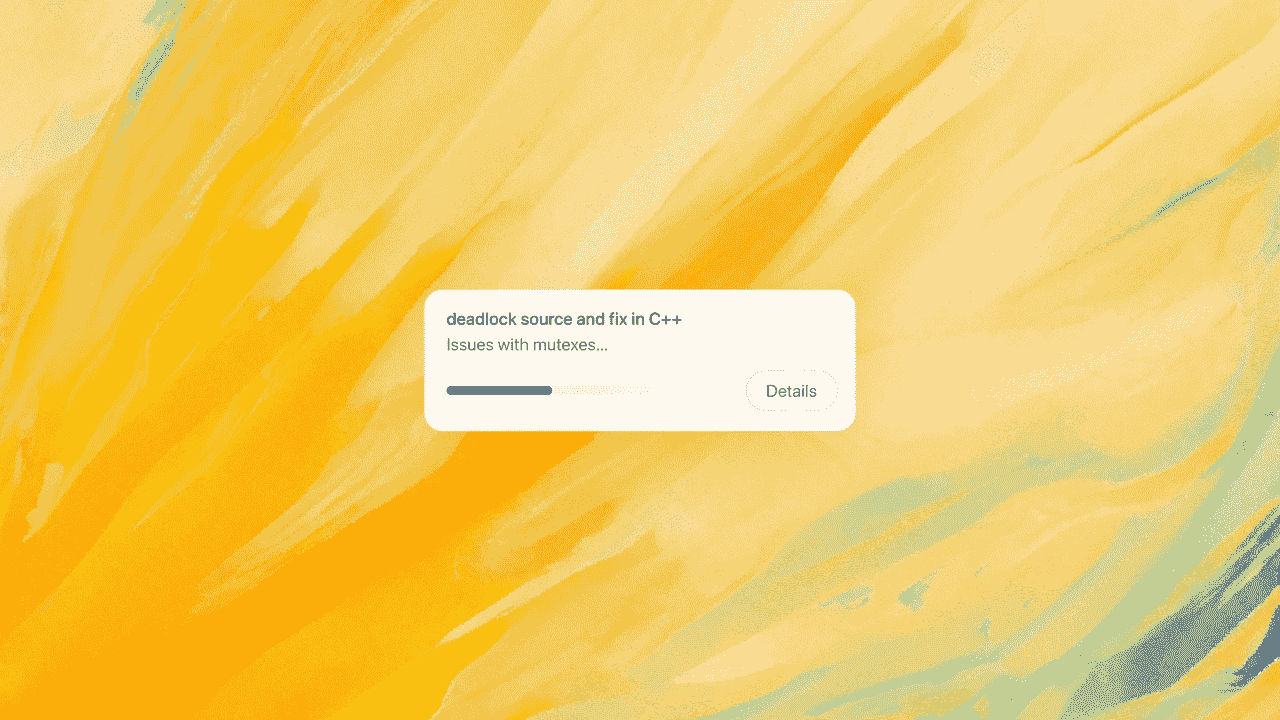 deadlock source and fix in C++
Issues with mutexes...
Details